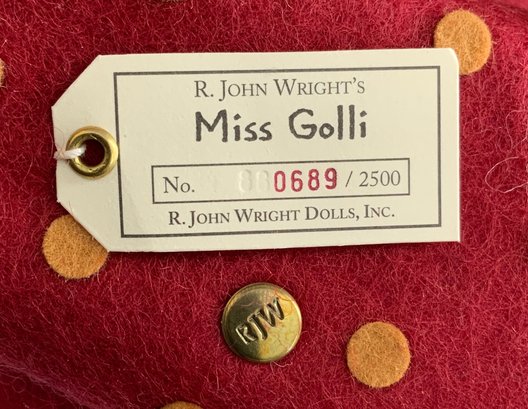 R. JOHN WRIGHT'S
Miss Golli
No. 0689 / 2500
R. JOHN WRIGHT DOLLS, INC.
RJW